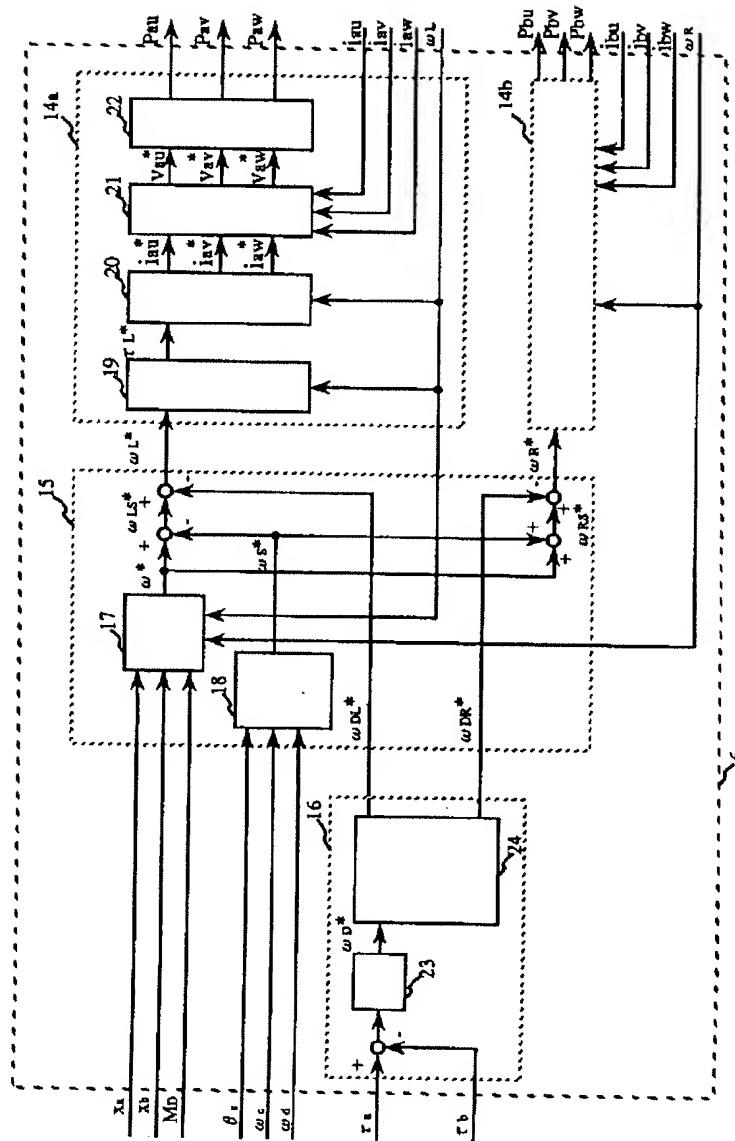 Pau
Pav
Paw
iau
iav
iaw
ωL
Pbu
Pbv
Pbw
ibu
ibv
ibw
ωR
14a
22
Vau*
Vav*
Vaw*
21
iau*
iav*
iaw*
20
τL*
19
14b
ωL*
ωR*
15
ωLS*
+
-
+
-
ω*
ωS*
+
+
+
-
ωRS*
17
18
ωDL*
ωDR*
16
24
ωD*
23
+
-
xa
xb
MD
ωc
ωd
τa
τb
6